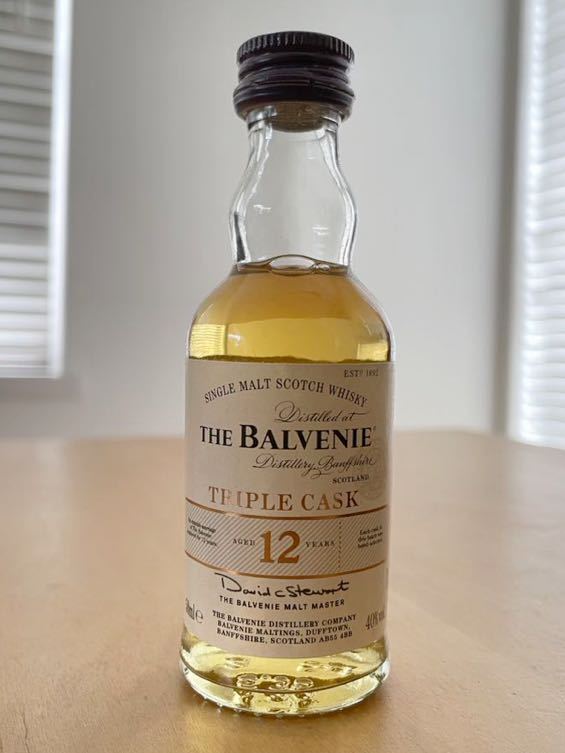 ESTD 1892
SINGLE MALT SCOTCH WHISKY
Distilled at
THE BALVENIE®
Distillery, Banffshire
SCOTLAND
TRIPLE CASK
AGED 12 YEARS
David C Stewart
THE BALVENIE MALT MASTER
THE BALVENIE DISTILLERY COMPANY
BALVENIE MALTINGS, DUFFTOWN,
BANFFSHIRE, SCOTLAND AB55 4BB
40%